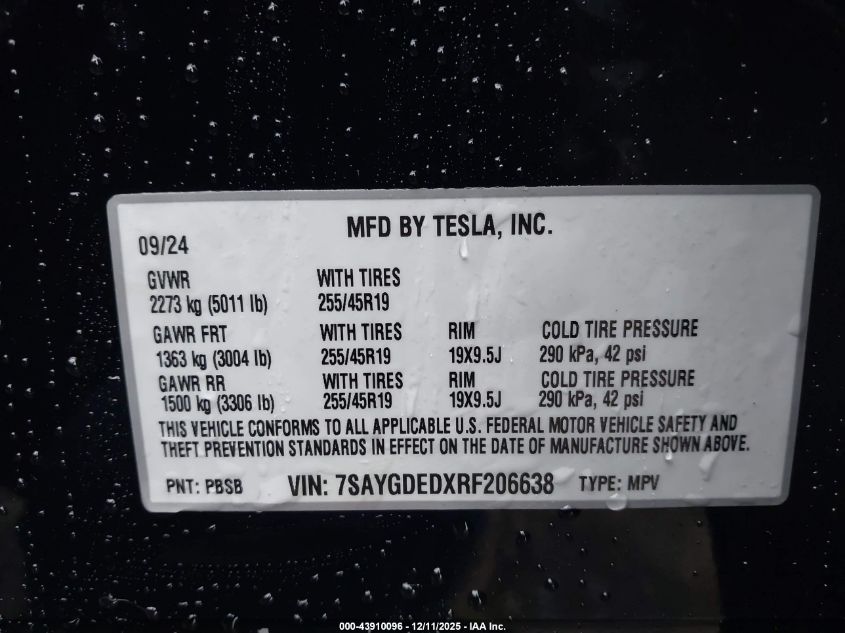 MFD BY TESLA, INC.
09/24
GVWR WITH TIRES
2273 kg (5011 lb) 255/45R19
GAWR FRT WITH TIRES RIM COLD TIRE PRESSURE
1363 kg (3004 lb) 255/45R19 19X9.5J 290 kPa, 42 psi
GAWR RR WITH TIRES RIM COLD TIRE PRESSURE
1500 kg (3306 lb) 255/45R19 19X9.5J 290 kPa, 42 psi
THIS VEHICLE CONFORMS TO ALL APPLICABLE U.S. FEDERAL MOTOR VEHICLE SAFETY AND
THEFT PREVENTION STANDARDS IN EFFECT ON THE DATE OF MANUFACTURE SHOWN ABOVE.
PNT: PBSB VIN: 7SAYGDEDXRF206638 TYPE: MPV
000-43910096 - 12/11/2025 - IAA Inc.